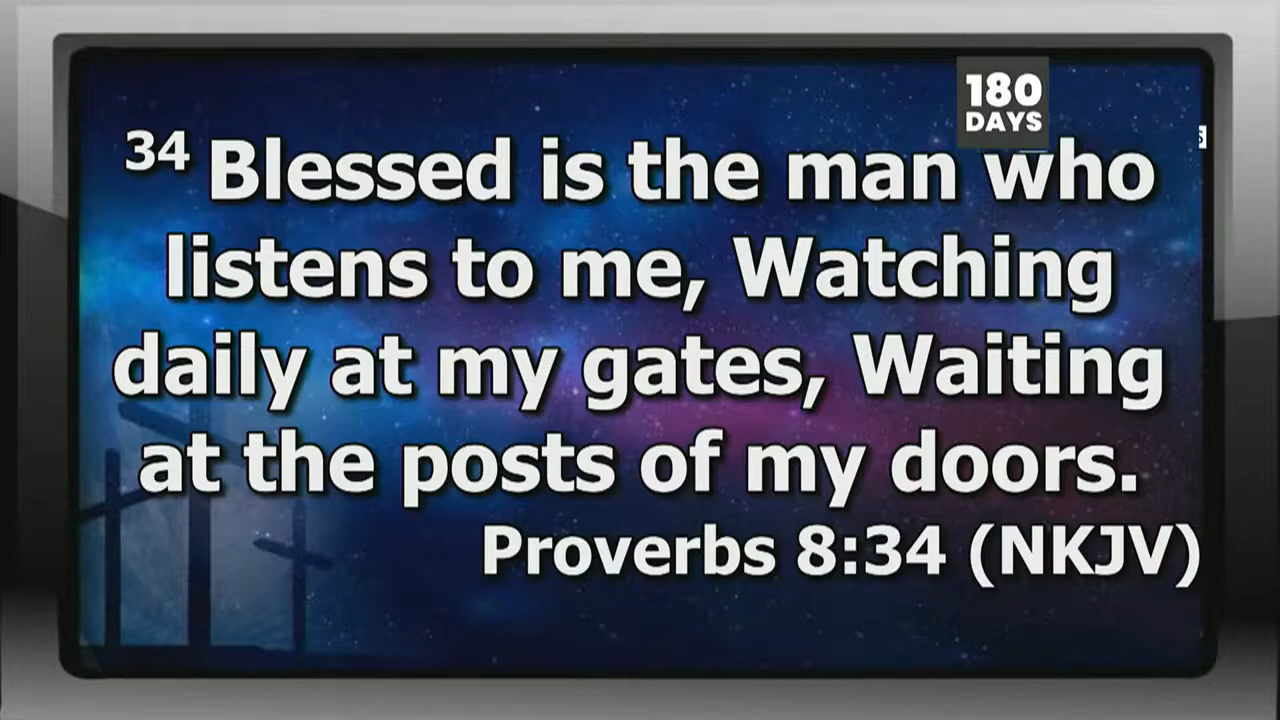 180
DAYS
34 Blessed is the man who
listens to me, Watching
daily at my gates, Waiting
at the posts of my doors.
Proverbs 8:34 (NKJV)